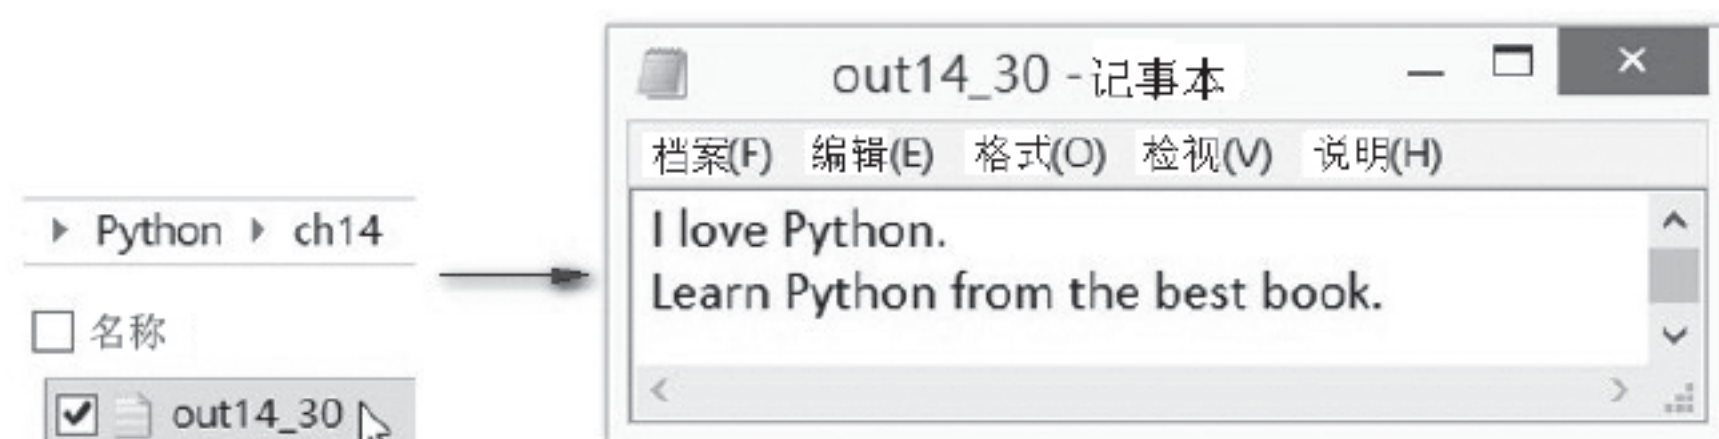 Python ch14
名称
out14_30
out14_30 - 记事本
档案(F) 编辑(E) 格式(O) 检视(V) 说明(H)
I love Python.
Learn Python from the best book.